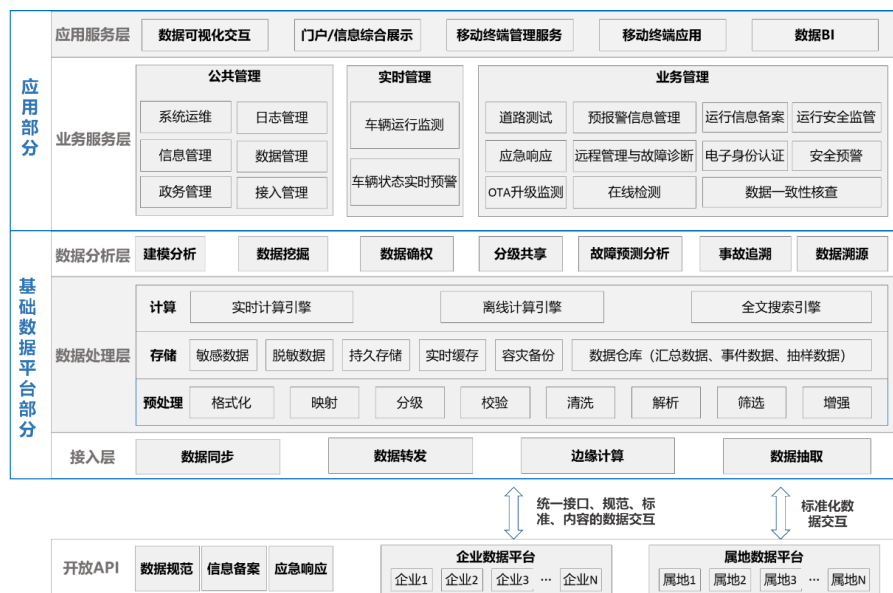 应用部分
应用服务层
数据可视化交互
门户/信息综合展示
移动终端管理服务
移动终端应用
数据BI
业务服务层
公共管理
系统运维
日志管理
信息管理
数据管理
政务管理
接入管理
实时管理
车辆运行监测
车辆状态实时预警
业务管理
道路测试
预报警信息管理
运行信息备案
运行安全监管
应急响应
远程管理与故障诊断
电子身份认证
安全预警
OTA升级监测
在线检测
数据一致性核查
基础数据平台部分
数据分析层
建模分析
数据挖掘
数据确权
分级共享
故障预测分析
事故追溯
数据溯源
数据处理层
计算
实时计算引擎
离线计算引擎
全文搜索引擎
存储
敏感数据
脱敏数据
持久存储
实时缓存
容灾备份
数据仓库（汇总数据、事件数据、抽样数据）
预处理
格式化
映射
分级
校验
清洗
解析
筛选
增强
接入层
数据同步
数据转发
边缘计算
数据抽取
统一接口、规范、标
准、内容的数据交互
标准化数
据交互
开放API
数据规范
信息备案
应急响应
企业数据平台
企业1
企业2
企业3
...
企业N
属地数据平台
属地1
属地2
属地3
...
属地N